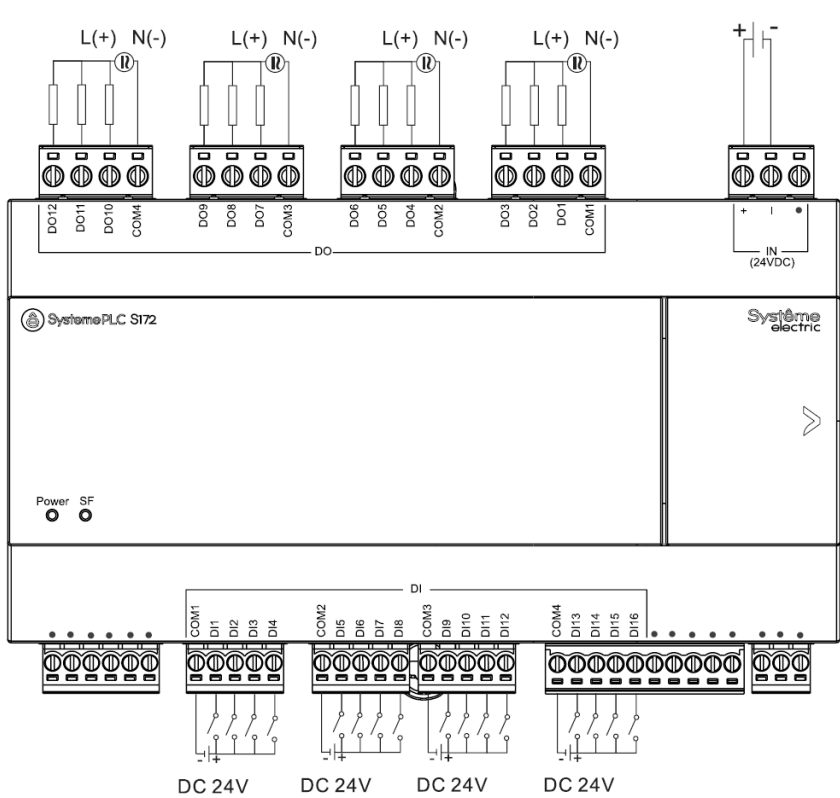 L(+) N(-) L(+) N(-) L(+) N(-) L(+) N(-) + -
DO12 DO11 DO10 COM4 DO9 DO8 DO7 COM3 DO6 DO5 DO4 COM2 DO3 DO2 DO1 COM1 + -
DO
IN
(24VDC)
SystemePLC S172
Système
electric
Power SF
DI
COM1 DI1 DI2 DI3 DI4 COM2 DI5 DI6 DI7 DI8 COM3 DI9 DI10 DI11 DI12 COM4 DI13 DI14 DI15 DI16
- + - + - + - +
DC 24V DC 24V DC 24V DC 24V